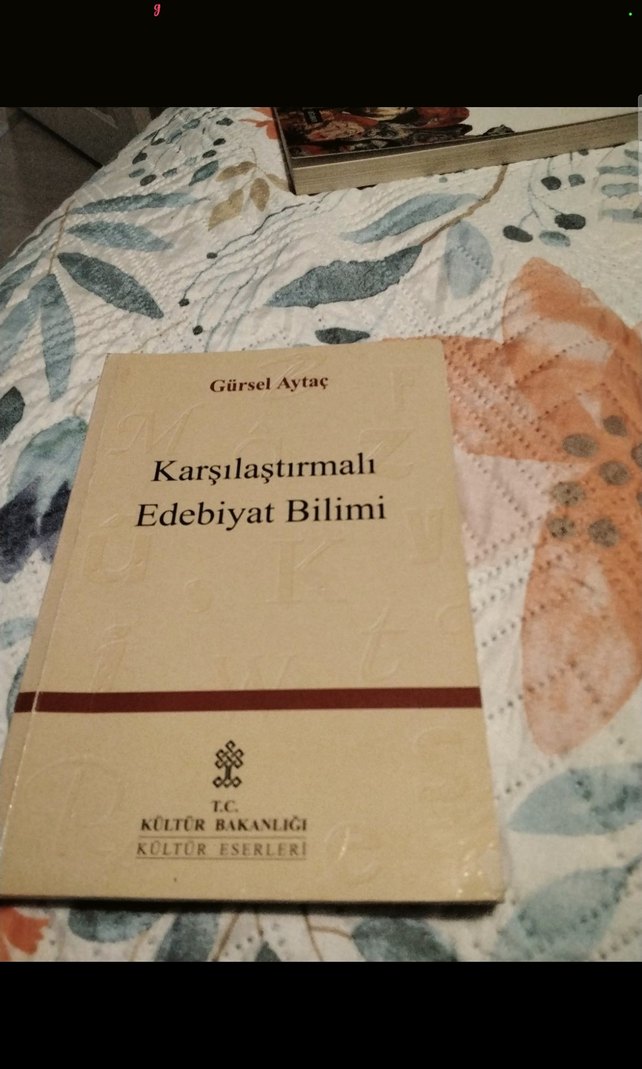 g
Gürsel Aytaç
Karşılaştırmalı
Edebiyat Bilimi
T.C.
KÜLTÜR BAKANLIĞI
KÜLTÜR ESERLERİ